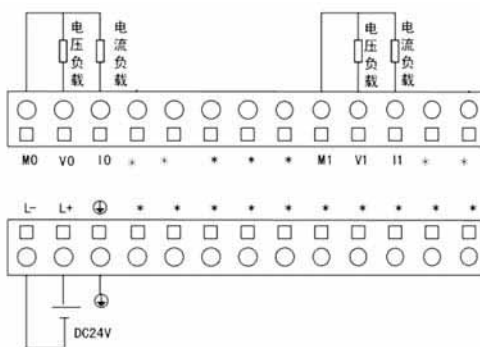 电压负载 电流负载 电压负载 电流负载
M0 V0 I0 * * * * * M1 V1 I1 * *
L- L+ * * * * * * * * * *
DC24V